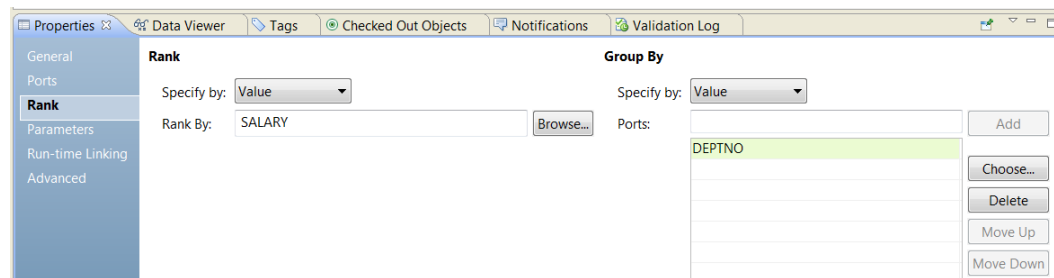 Properties Data Viewer Tags Checked Out Objects Notifications Validation Log
General
Ports
Rank
Parameters
Run-time Linking
Advanced
Rank
Specify by: Value
Rank By: SALARY Browse...
Group By
Specify by: Value
Ports: Add
DEPTNO
Choose...
Delete
Move Up
Move Down